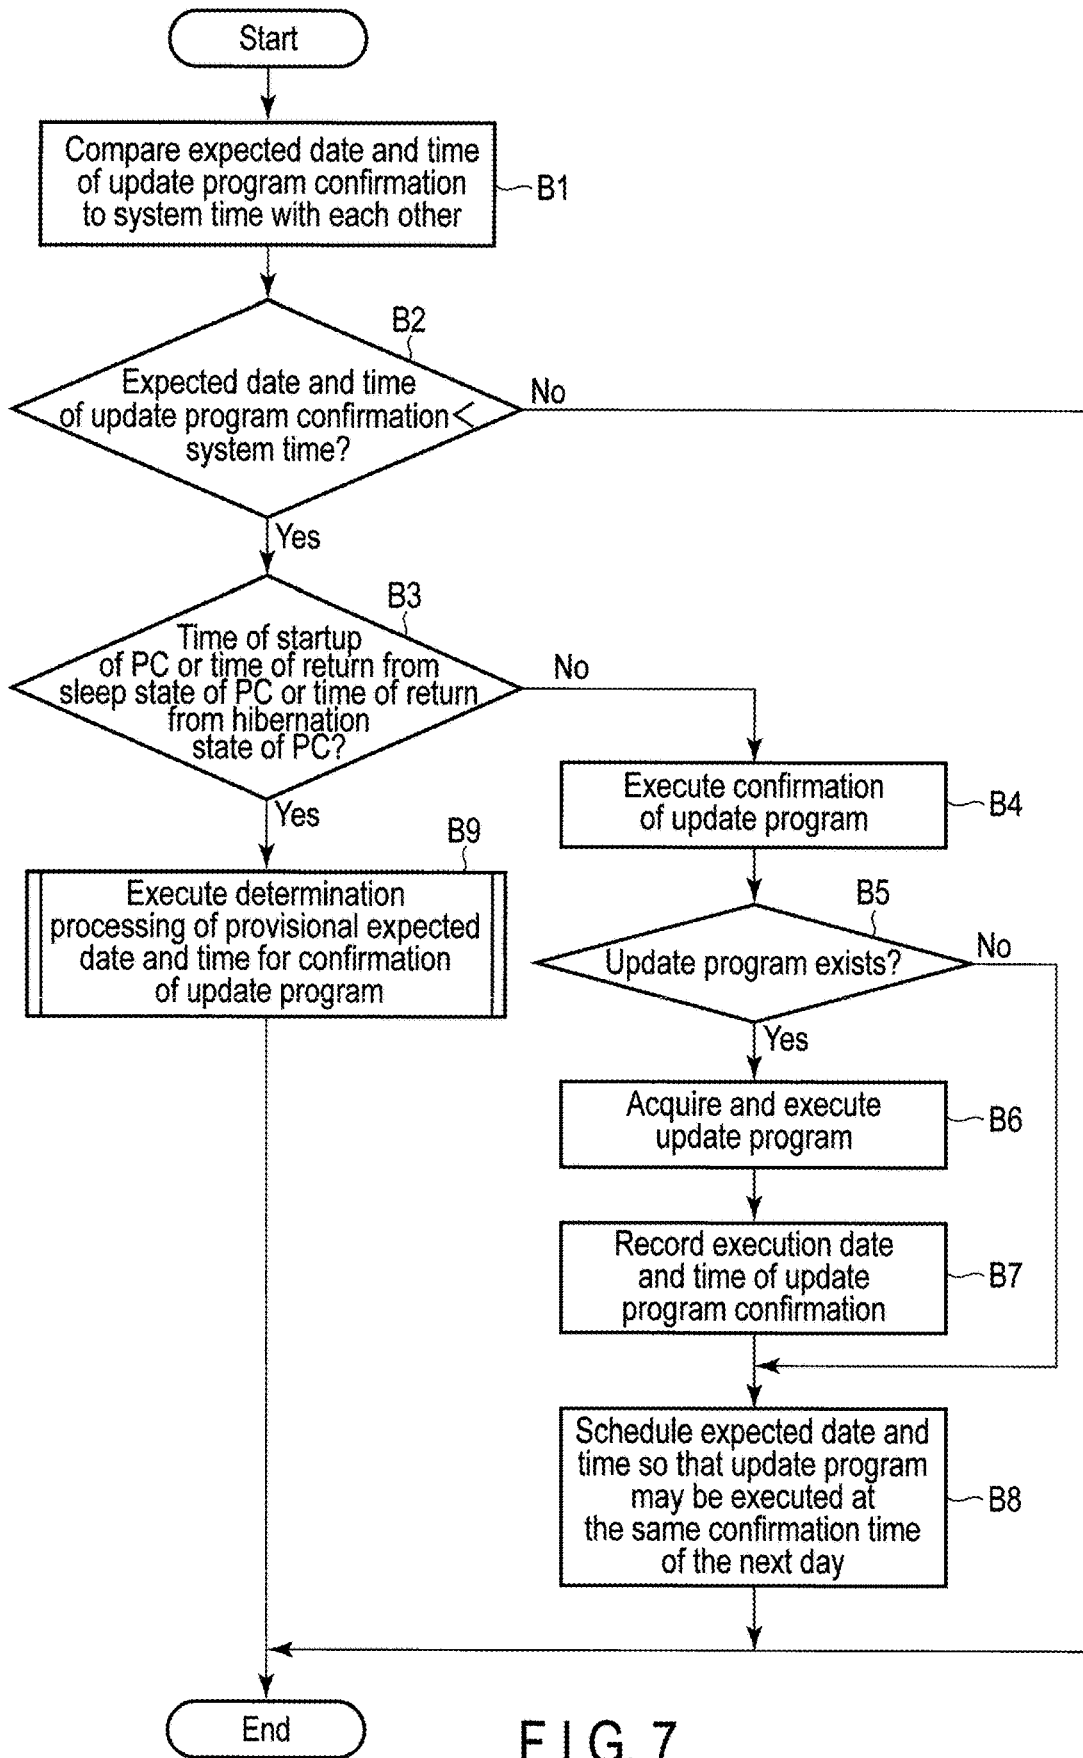 Start
Compare expected date and time
of update program confirmation
to system time with each other
B1
B2
Expected date and time
of update program confirmation <
system time?
No
Yes
B3
Time of startup
of PC or time of return from
sleep state of PC or time of return
from hibernation
state of PC?
No
Yes
Execute confirmation
of update program
B4
B9
Execute determination
processing of provisional expected
date and time for confirmation
of update program
B5
Update program exists?
No
Yes
Acquire and execute
update program
B6
Record execution date
and time of update
program confirmation
B7
Schedule expected date and
time so that update program
may be executed at
the same confirmation time
of the next day
B8
End
FIG. 7